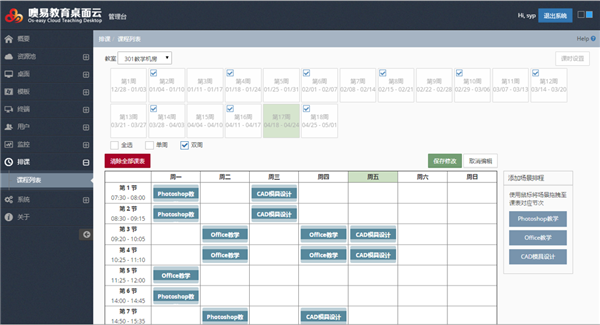 噢易教育桌面云 管理台
Os-easy Cloud Teaching Desktop
Hi, syp 退出系统
概要
资源池
桌面
模板
终端
用户
监控
排课
课程列表
系统
关于
排课 / 课程列表 Help
教室 301教学机房 课时设置
第1周 第2周 第3周 第4周 第5周 第6周 第7周 第8周 第9周 第10周 第11周 第12周
12/28 - 01/03 01/04 - 01/10 01/11 - 01/17 01/18 - 01/24 01/25 - 01/31 02/01 - 02/07 02/08 - 02/14 02/15 - 02/21 02/22 - 02/28 02/29 - 03/06 03/07 - 03/13 03/14 - 03/20
第13周 第14周 第15周 第16周 第17周 第18周
03/21 - 03/27 03/28 - 04/03 04/04 - 04/10 04/11 - 04/17 04/18 - 04/24 04/25 - 05/01
全选 单周 双周
清除全部课表 保存修改 取消编辑
周一 周二 周三 周四 周五 周六 周日
第 1 节
07:30 - 08:00
Photoshop教 CAD模具设计
第 2 节
08:30 - 09:15
Photoshop教 CAD模具设计
第 3 节
09:20 - 10:05
Office教学 Office教学 CAD模具设计
第 4 节
10:25 - 11:10
Office教学 Office教学 CAD模具设计
第 5 节
11:25 - 12:00
Office教学
第 6 节
14:00 - 14:45
Photoshop教
第 7 节
14:50 - 15:35
Photoshop教 CAD模具设计
添加场景排程
使用鼠标将场景拖拽至
课表对应节次
Photoshop教学
Office教学
CAD模具设计